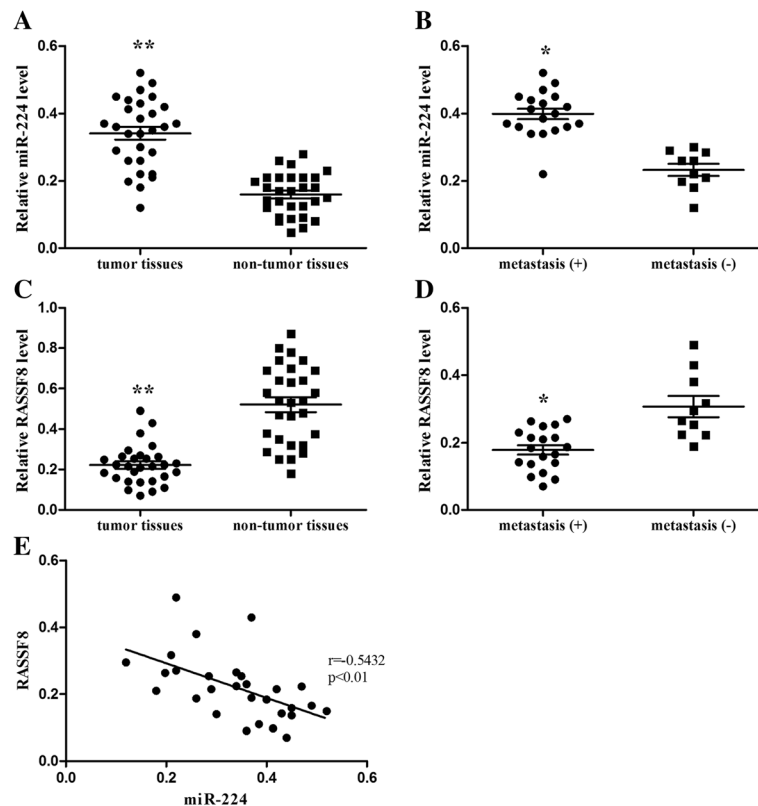 A
Relative miR-224 level
0.6
0.4
0.2
0.0
**
tumor tissues
non-tumor tissues
B
Relative miR-224 level
0.6
0.4
0.2
0.0
*
metastasis (+)
metastasis (-)
C
Relative RASSF8 level
1.0
0.8
0.6
0.4
0.2
0.0
**
tumor tissues
non-tumor tissues
D
Relative RASSF8 level
0.6
0.4
0.2
0.0
*
metastasis (+)
metastasis (-)
E
RASSF8
0.6
0.4
0.2
0.0
r=-0.5432
p<0.01
0.0
0.2
0.4
0.6
miR-224